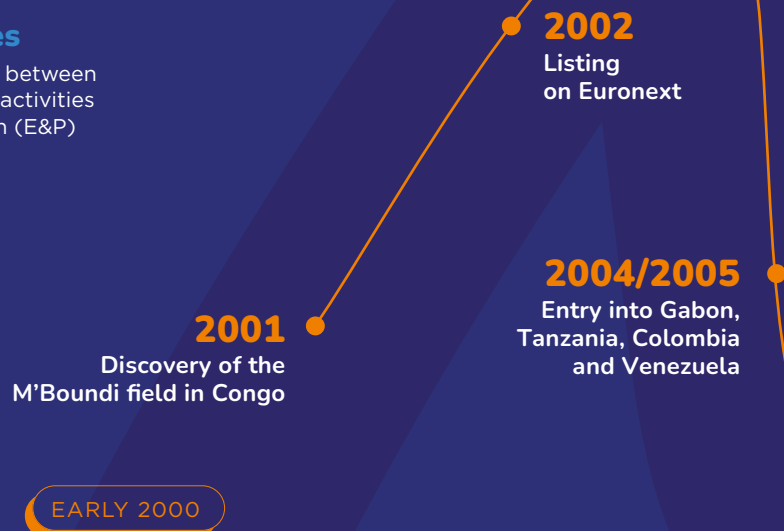 between
activities
(E&P)
2002
Listing
on Euronext
2004/2005
Entry into Gabon,
Tanzania, Colombia
and Venezuela
2001
Discovery of the
M’Boundi field in Congo
EARLY 2000